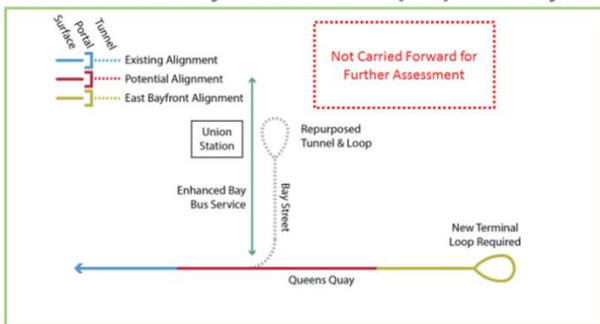 Surface
Portal
Tunnel
Existing Alignment
Potential Alignment
East Bayfront Alignment
Not Carried Forward for
Further Assessment
Union
Station
Repurposed
Tunnel & Loop
Enhanced Bay
Bus Service
Bay Street
New Terminal
Loop Required
Queens Quay